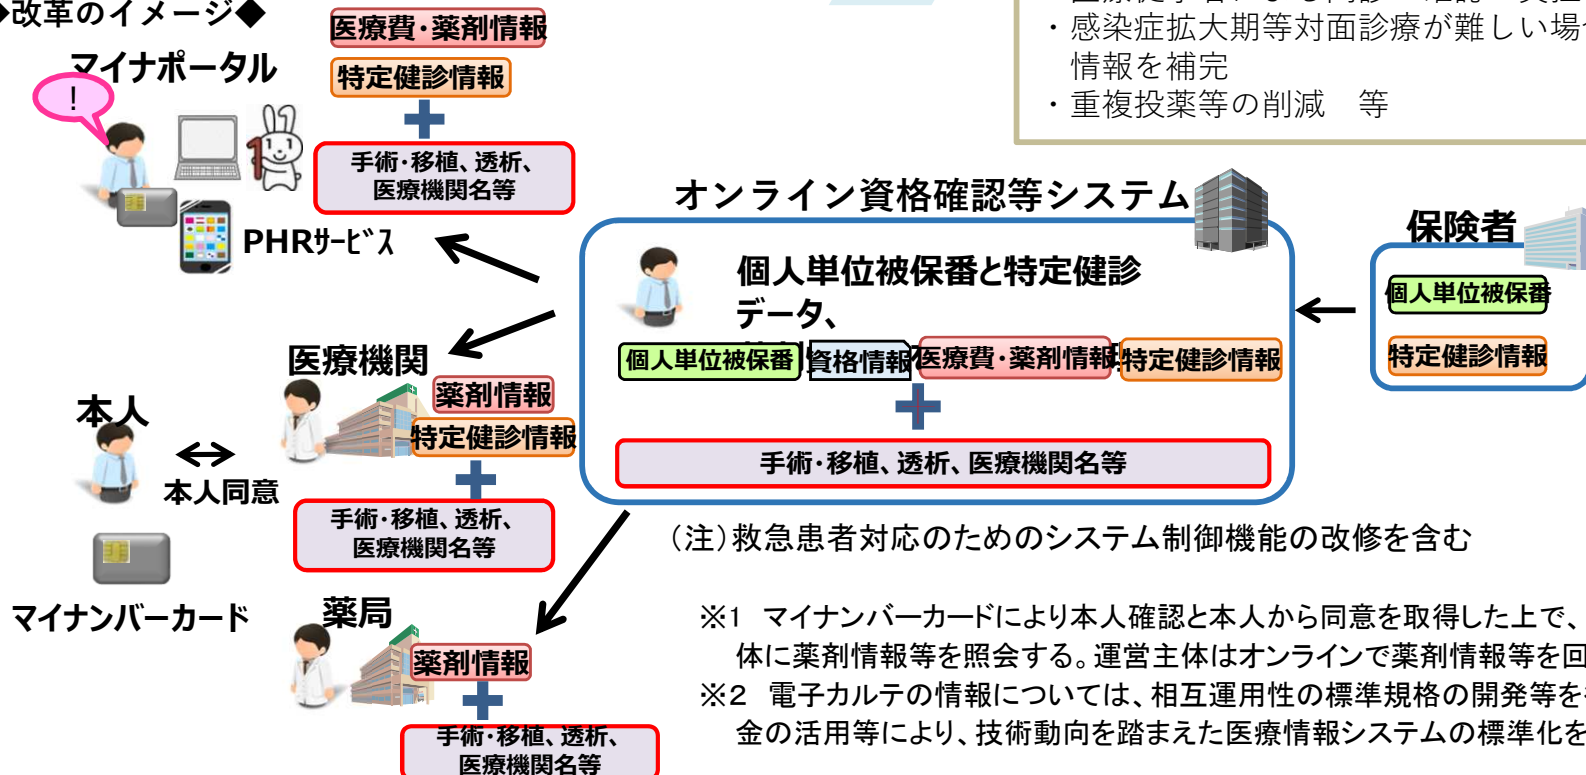 ◆改革のイメージ◆
マイナポータル
!
医療費・薬剤情報
特定健診情報
手術・移植、透析、
医療機関名等
PHRｻｰﾋﾞｽ
・感染症拡大期等対面診療が難しい場合
情報を補完
・重複投薬等の削減　等
オンライン資格確認等システム
個人単位被保番と特定健診
データ、
個人単位被保番
資格情報
医療費・薬剤情報
特定健診情報
手術・移植、透析、医療機関名等
保険者
個人単位被保番
特定健診情報
医療機関
薬剤情報
特定健診情報
手術・移植、透析、
医療機関名等
本人
本人同意
マイナンバーカード
薬局
薬剤情報
手術・移植、透析、
医療機関名等
（注）救急患者対応のためのシステム制御機能の改修を含む
※1　マイナンバーカードにより本人確認と本人から同意を取得した上で、
体に薬剤情報等を照会する。運営主体はオンラインで薬剤情報等を回
※2　電子カルテの情報については、相互運用性の標準規格の開発等を
金の活用等により、技術動向を踏まえた医療情報システムの標準化を